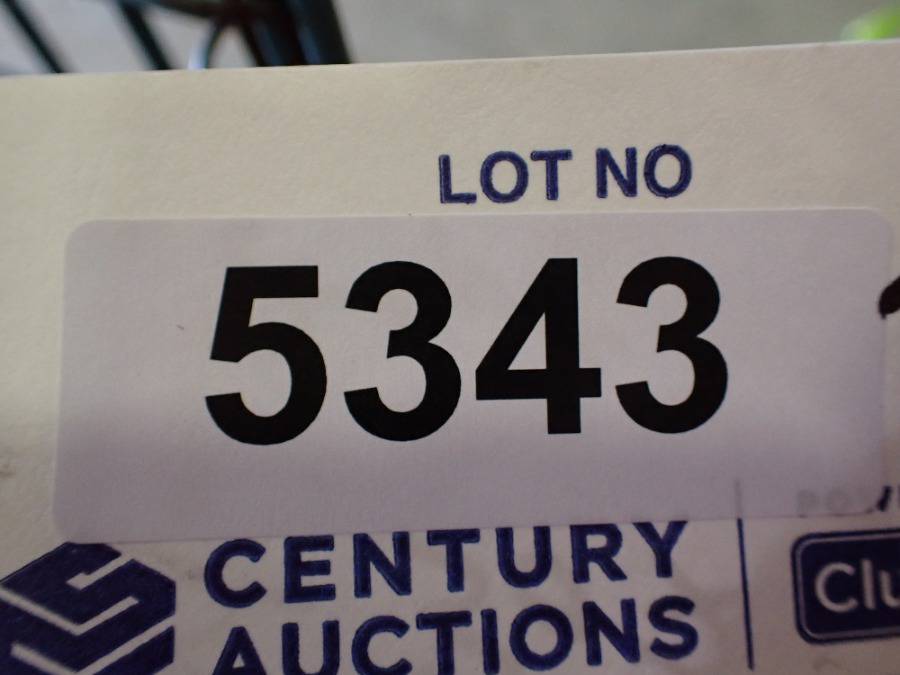 LOT NO
5343
CENTURY
AUCTIONS